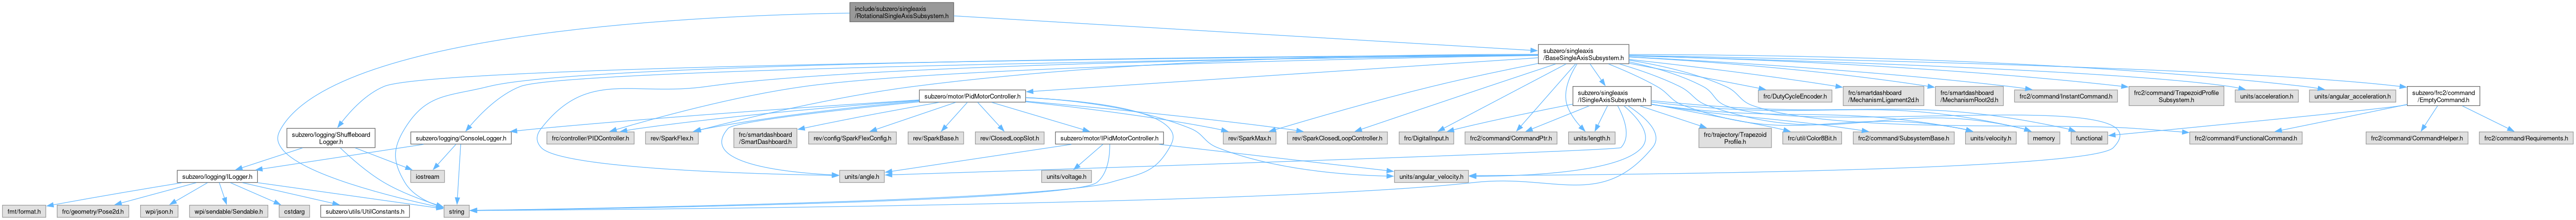 include/subzero/singleaxis
/RotationalSingleAxisSubsystem.h
subzero/singleaxis
/BaseSingleAxisSubsystem.h
subzero/motor/PidMotorController.h
subzero/singleaxis
/ISingleAxisSubsystem.h
frc/DutyCycleEncoder.h
frc/smartdashboard
/MechanismLigament2d.h
frc/smartdashboard
/MechanismRoot2d.h
frc2/command/InstantCommand.h
frc2/command/TrapezoidProfile
Subsystem.h
units/acceleration.h
units/angular_acceleration.h
subzero/frc2/command
/EmptyCommand.h
subzero/logging/Shuffleboard
Logger.h
subzero/logging/ConsoleLogger.h
frc/controller/PIDController.h
rev/SparkFlex.h
frc/smartdashboard
/SmartDashboard.h
rev/config/SparkFlexConfig.h
rev/SparkBase.h
rev/ClosedLoopSlot.h
subzero/motor/IPidMotorController.h
rev/SparkMax.h
rev/SparkClosedLoopController.h
frc/DigitalInput.h
frc2/command/CommandPtr.h
units/length.h
frc/trajectory/Trapezoid
Profile.h
frc/util/Color8Bit.h
frc2/command/SubsystemBase.h
units/velocity.h
memory
functional
frc2/command/FunctionalCommand.h
frc2/command/CommandHelper.h
frc2/command/Requirements.h
subzero/logging/ILogger.h
iostream
units/angle.h
units/voltage.h
units/angular_velocity.h
fmt/format.h
frc/geometry/Pose2d.h
wpi/json.h
wpi/sendable/Sendable.h
cstdarg
subzero/utils/UtilConstants.h
string